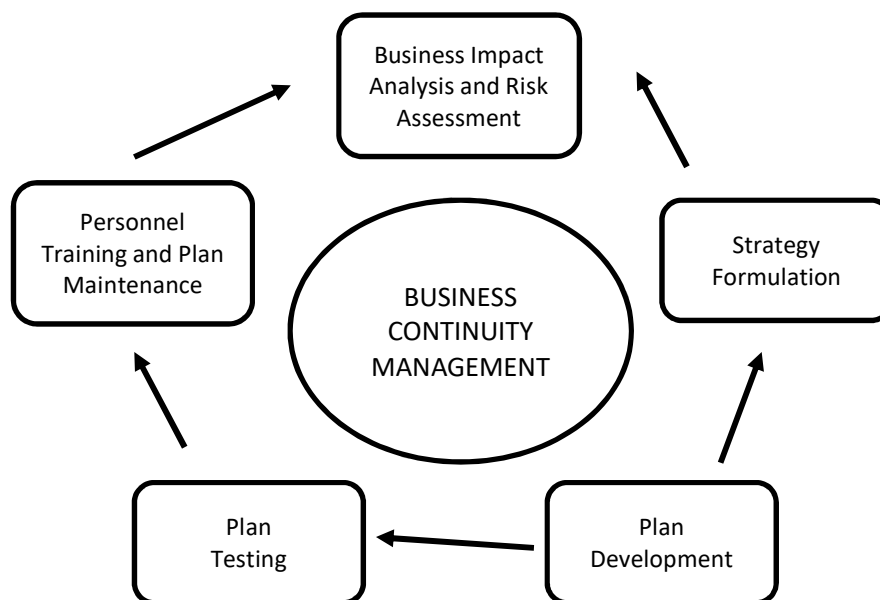 Business Impact
Analysis and Risk
Assessment
Personnel
Training and Plan
Maintenance
Strategy
Formulation
BUSINESS
CONTINUITY
MANAGEMENT
Plan
Testing
Plan
Development